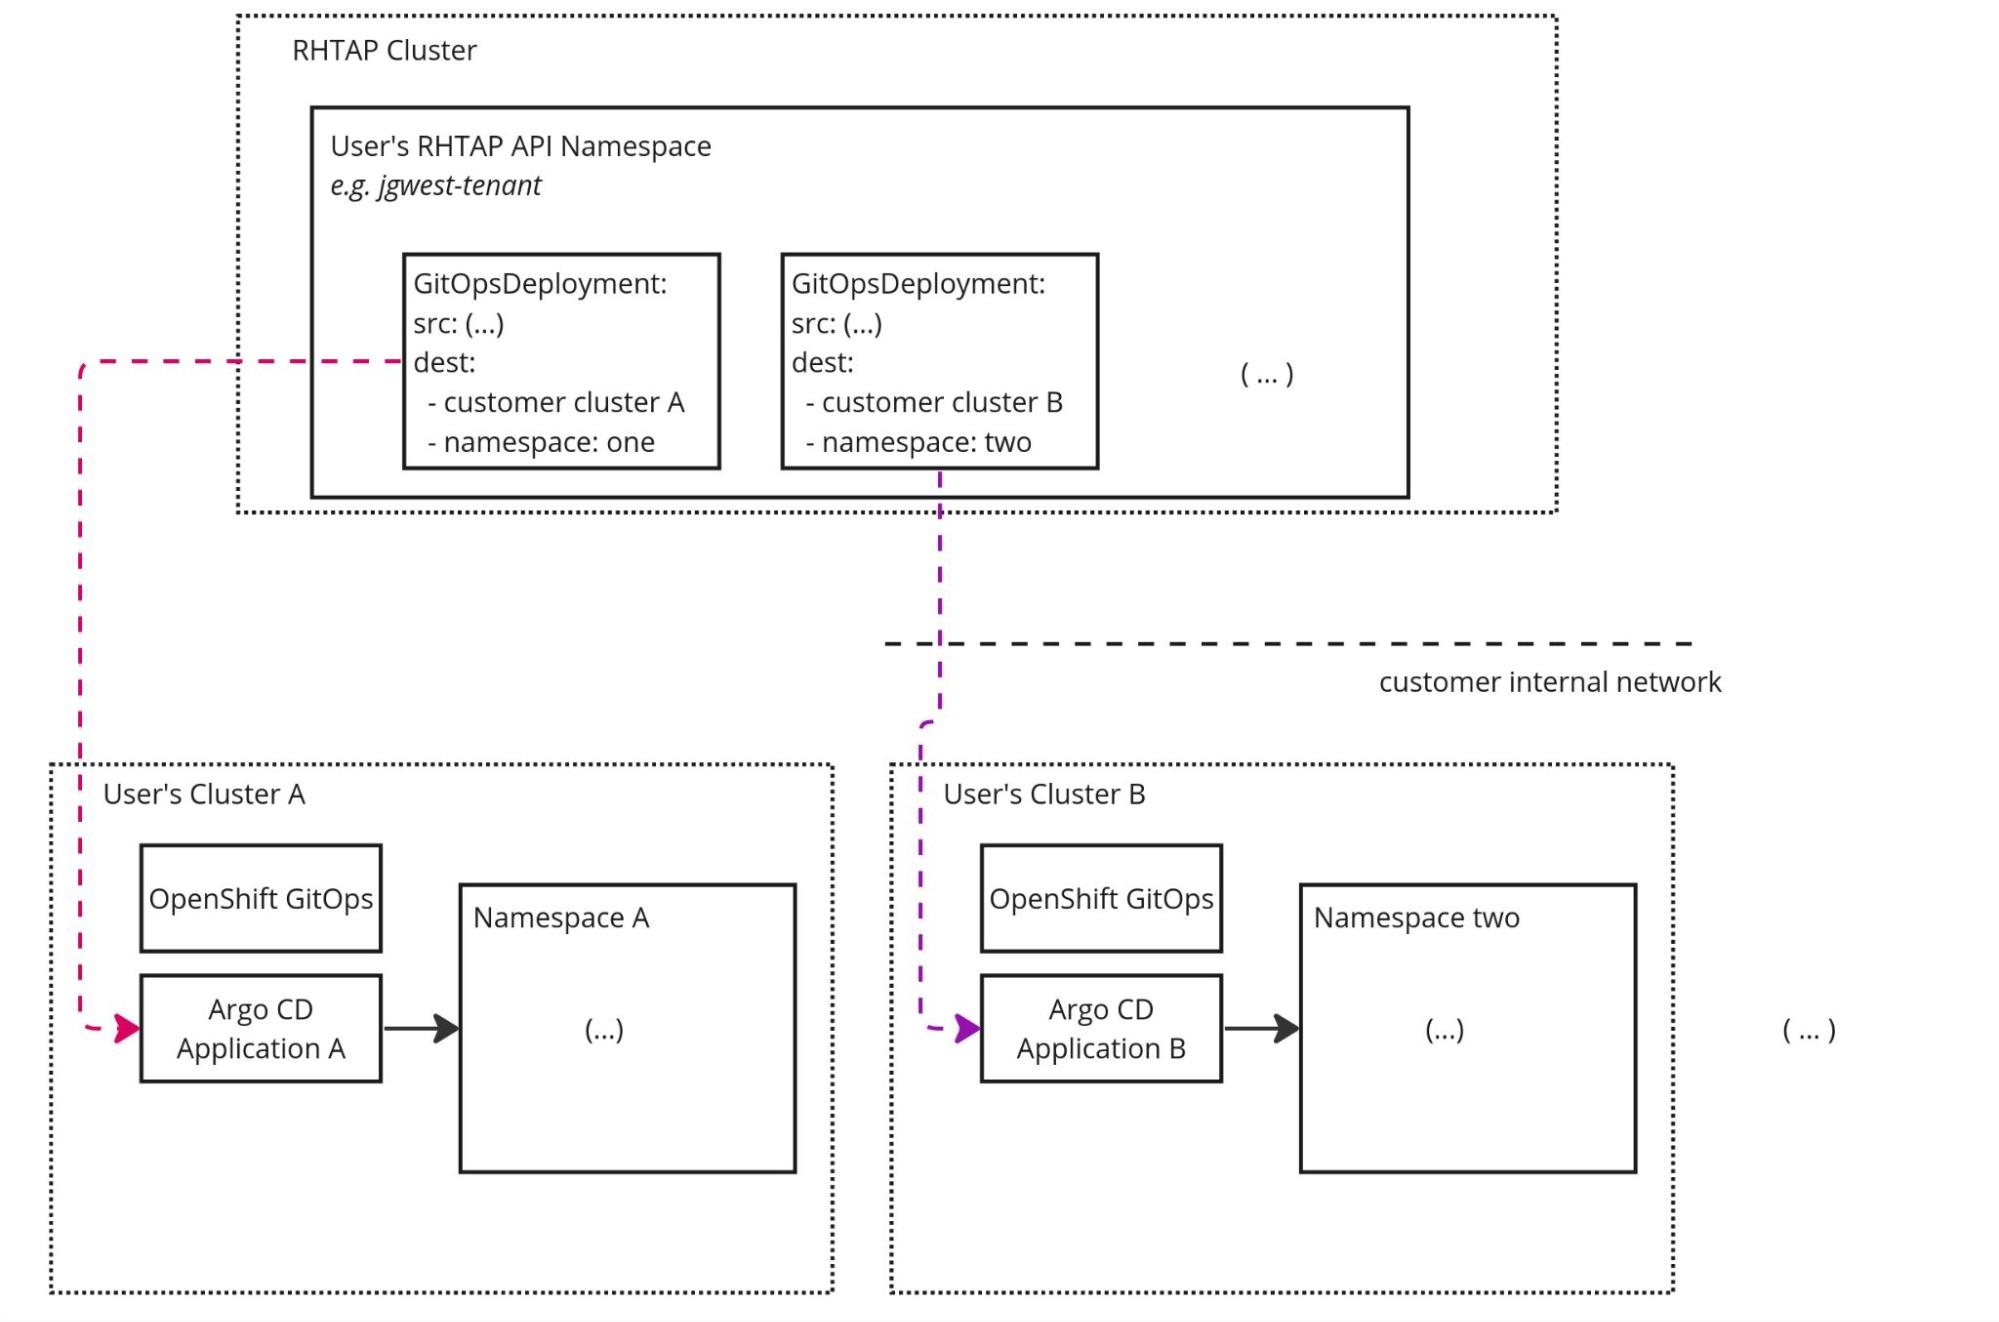 RHTAP Cluster
User's RHTAP API Namespace
e.g. jgwest-tenant
GitOpsDeployment:
src: (...)
dest:
- customer cluster A
- namespace: one
GitOpsDeployment:
src: (...)
dest:
- customer cluster B
- namespace: two
( ... )
customer internal network
User's Cluster A
OpenShift GitOps
Argo CD
Application A
Namespace A
(...)
User's Cluster B
OpenShift GitOps
Argo CD
Application B
Namespace two
(...)
( ... )